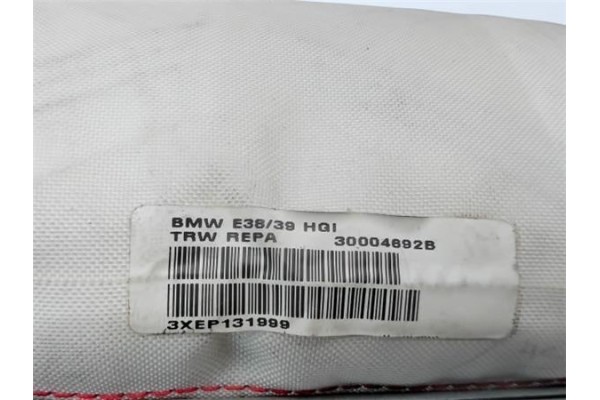 BMW E38/39 HGI
TRW REPA 30004692B
3XEP131999